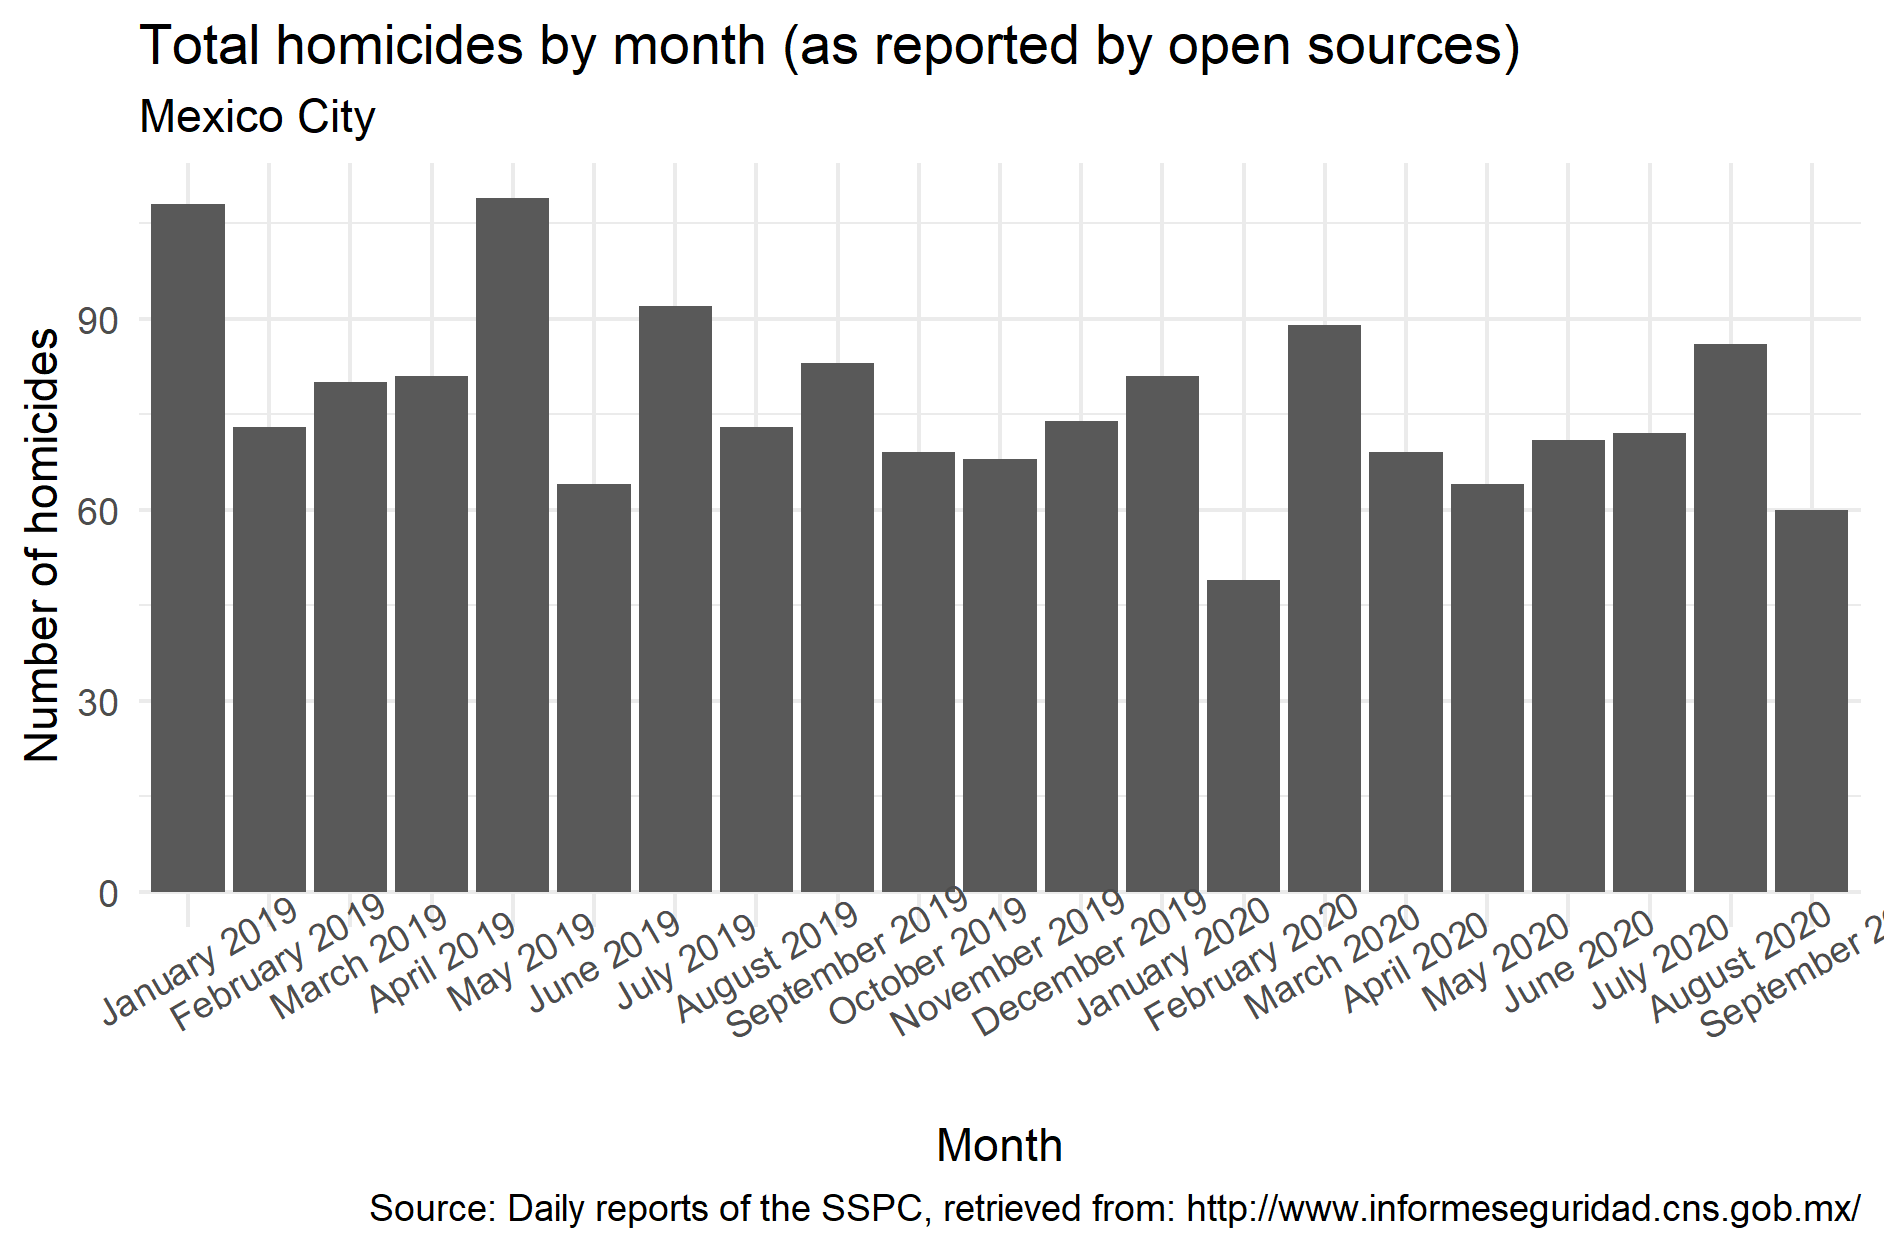 Total homicides by month (as reported by open sources)
Mexico City
Number of homicides
90
60
30
0
January 2019
February 2019
March 2019
April 2019
May 2019
June 2019
July 2019
August 2019
September 2019
October 2019
November 2019
December 2019
January 2020
February 2020
March 2020
April 2020
May 2020
June 2020
July 2020
August 2020
September 2
Month
Source: Daily reports of the SSPC, retrieved from: http://www.informeseguridad.cns.gob.mx/